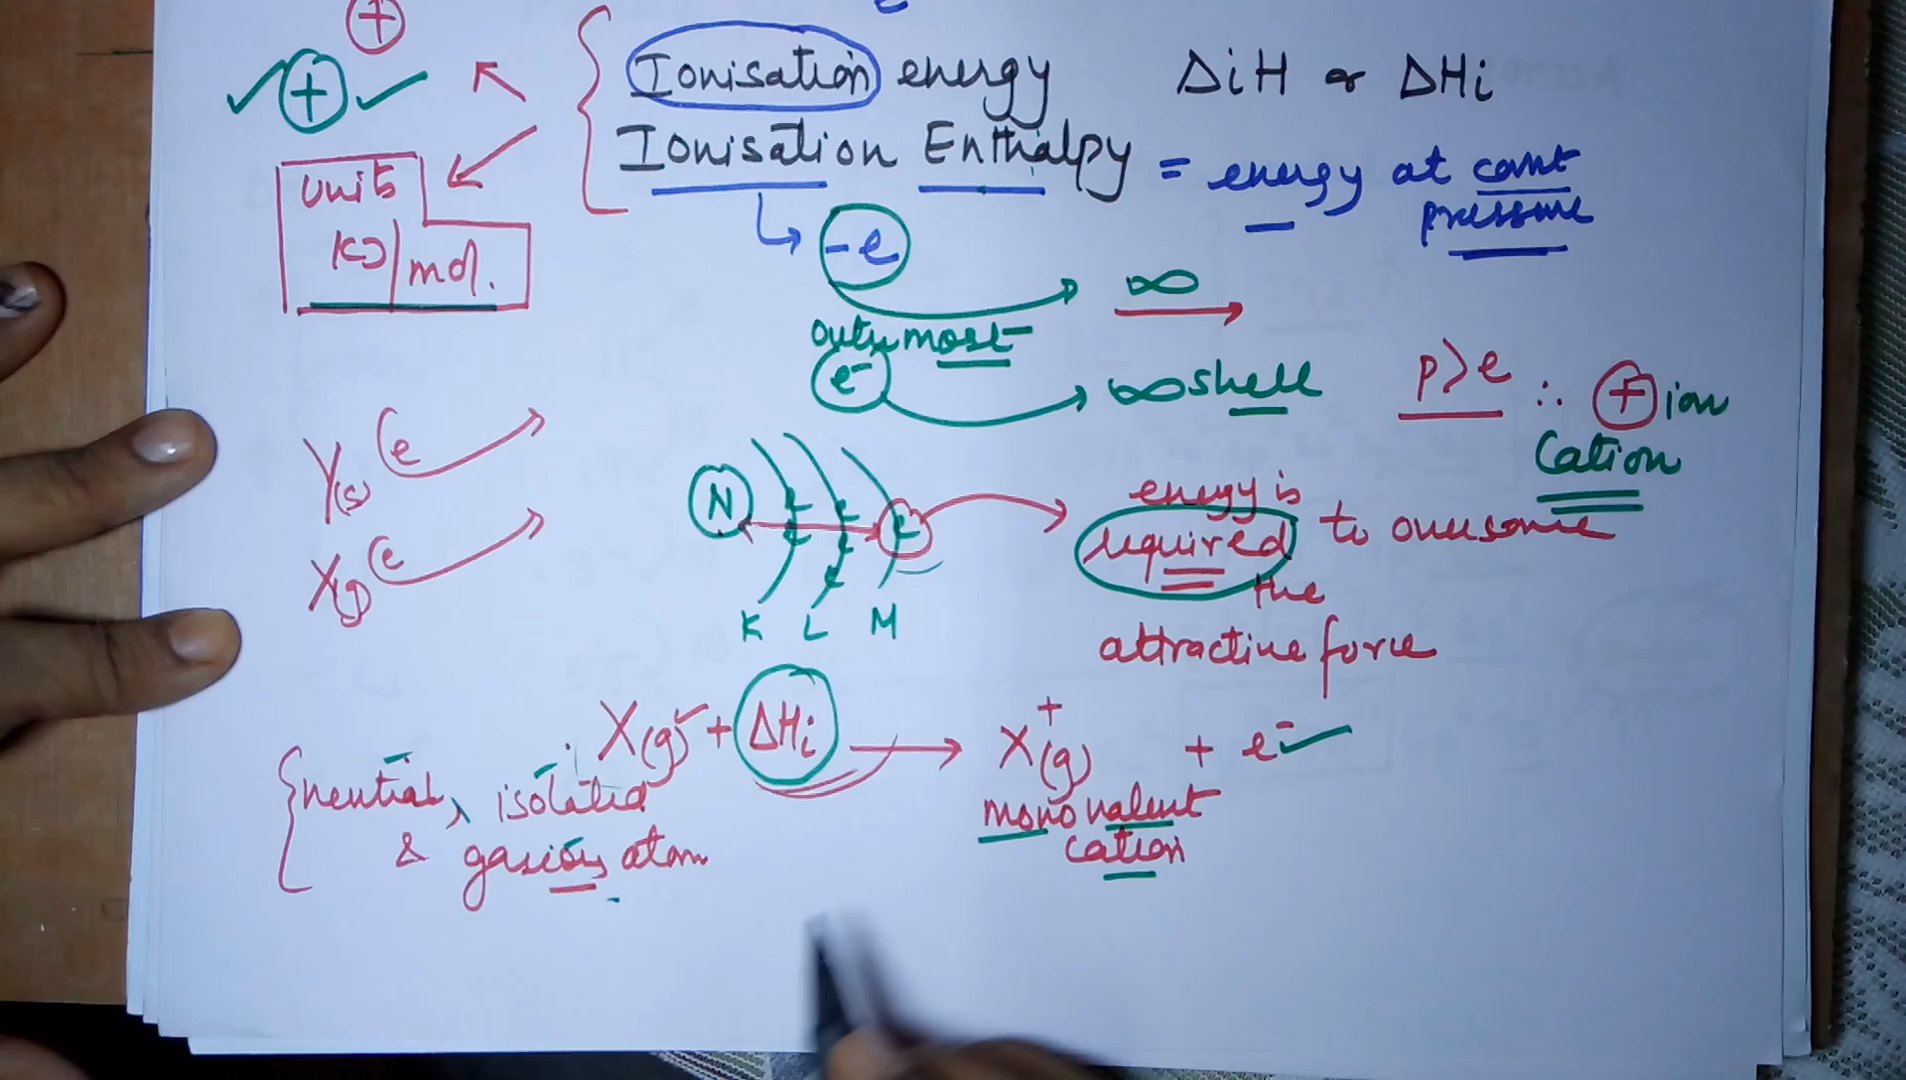 +
✓ + ✓
Ionisation energy ΔiH or ΔHi
Ionisation Enthalpy = energy at const
pressure
Units
KJ/mol.
-e ∞
outermost
e⁻ ∞ shell
p>e ∴ + ion
Cation
Y(s) e
X(g) e
N
K L M
energy is
required to overcome
the
attractive force
X(g) + ΔHi → X⁺(g) + e⁻
neutral, isolated
& gaseous atom
monovalent
cation